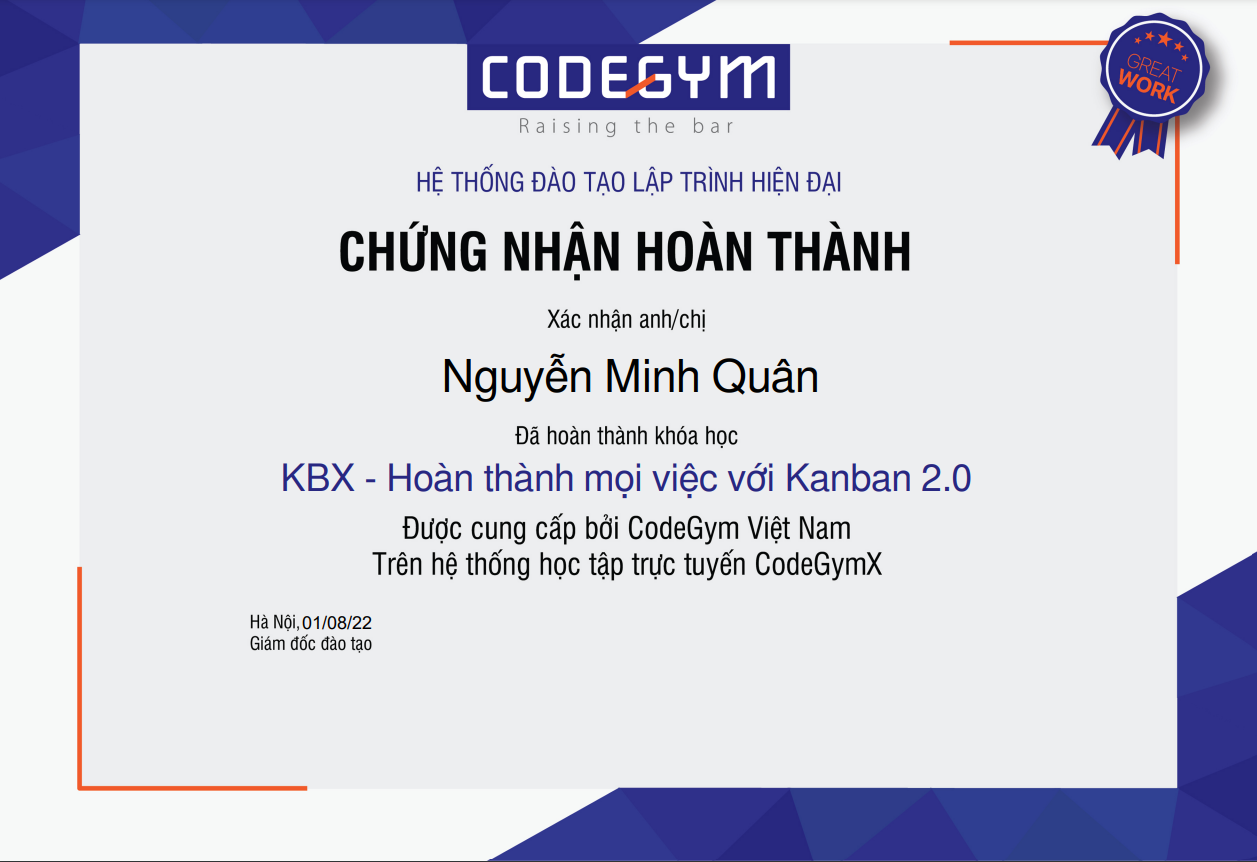 CODEGYM
Raising the bar
GREAT
WORK
HỆ THỐNG ĐÀO TẠO LẬP TRÌNH HIỆN ĐẠI
CHỨNG NHẬN HOÀN THÀNH
Xác nhận anh/chị
Nguyễn Minh Quân
Đã hoàn thành khóa học
KBX - Hoàn thành mọi việc với Kanban 2.0
Được cung cấp bởi CodeGym Việt Nam
Trên hệ thống học tập trực tuyến CodeGymX
Hà Nội, 01/08/22
Giám đốc đào tạo